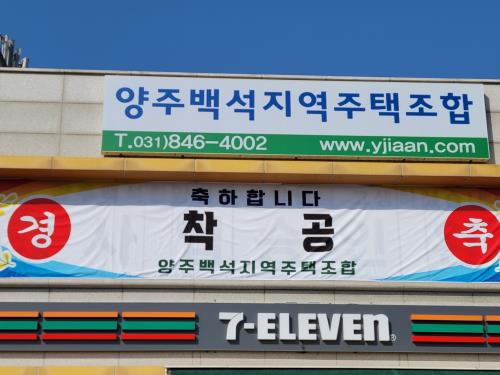 양주백석지역주택조합
T.031)846-4002 www.yjiaan.com
축하합니다
경 착 공 축
양주백석지역주택조합
7-ELEVEn®